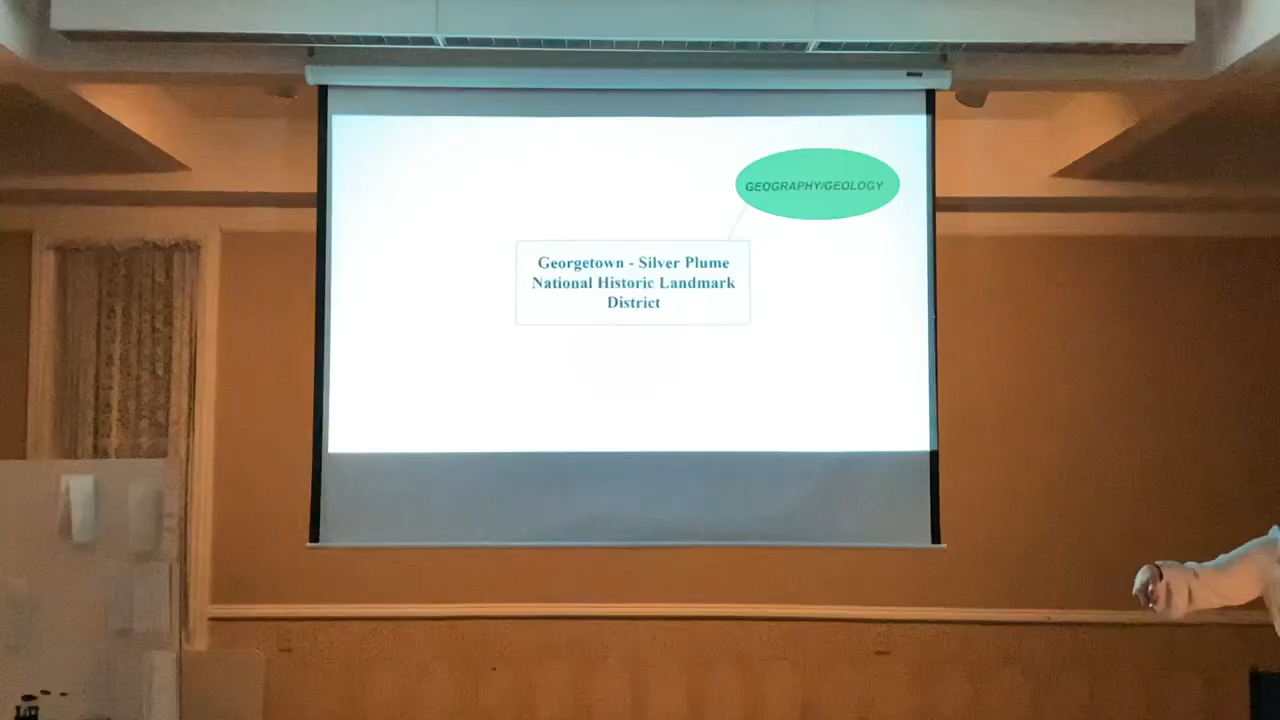 GEOGRAPHY/GEOLOGY
Georgetown - Silver Plume
National Historic Landmark
District